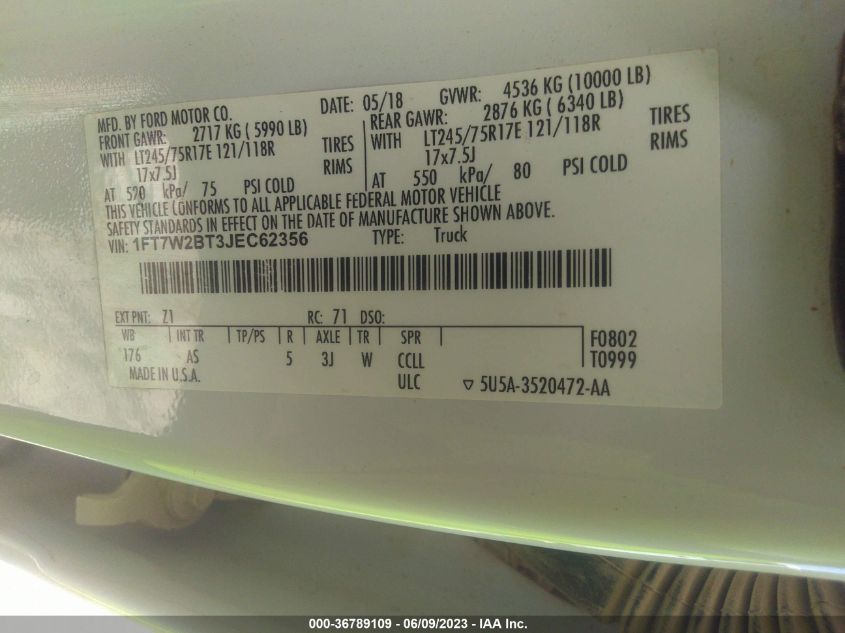 MFD. BY FORD MOTOR CO. DATE: 05/18 GVWR: 4536 KG (10000 LB)
FRONT GAWR: 2717 KG ( 5990 LB) REAR GAWR: 2876 KG ( 6340 LB)
WITH LT245/75R17E 121/118R TIRES WITH LT245/75R17E 121/118R TIRES
17x7.5J RIMS 17x7.5J RIMS
AT 520 kPa/ 75 PSI COLD AT 550 kPa/ 80 PSI COLD
THIS VEHICLE CONFORMS TO ALL APPLICABLE FEDERAL MOTOR VEHICLE
SAFETY STANDARDS IN EFFECT ON THE DATE OF MANUFACTURE SHOWN ABOVE.
VIN: 1FT7W2BT3JEC62356 TYPE: Truck
EXT PNT: Z1 RC: 71 DSO:
WB INT TR TP/PS R AXLE TR SPR F0802
176 AS 5 3J W CCLL T0999
MADE IN U.S.A. ULC ▽ 5U5A-3520472-AA
000-36789109 - 06/09/2023 - IAA Inc.